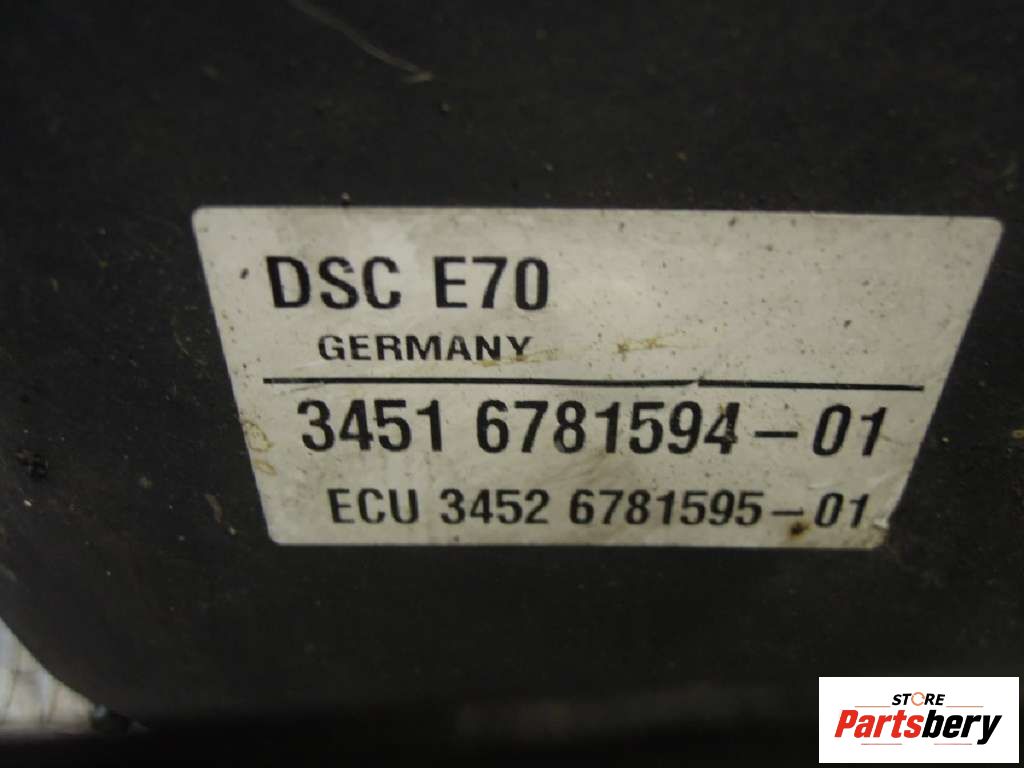 DSC E70
GERMANY
3451 6781594-01
ECU 3452 6781595-01
STORE
Partsbery